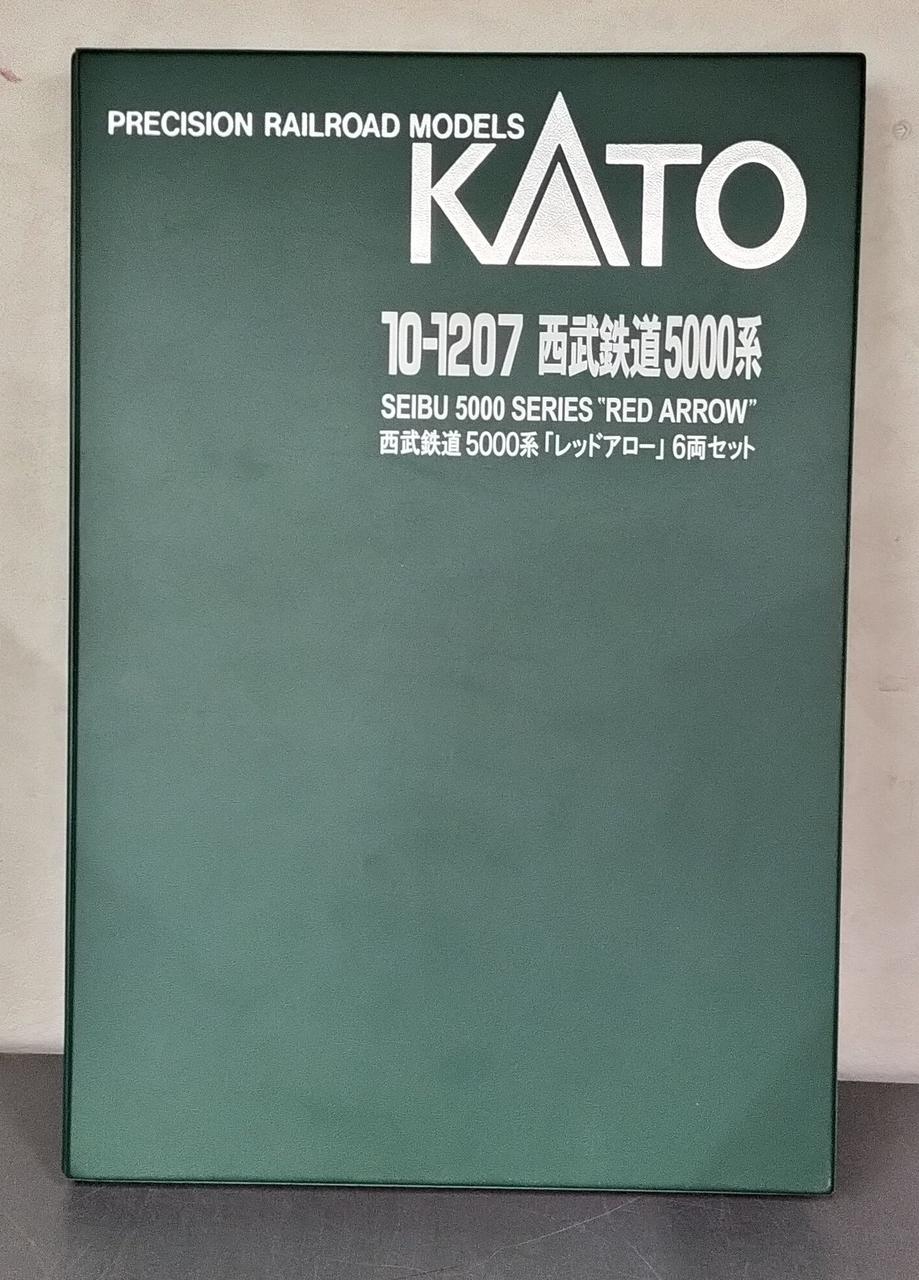 PRECISION RAILROAD MODELS
KATO
10-1207 西武鉄道5000系
SEIBU 5000 SERIES "RED ARROW"
西武鉄道5000系「レッドアロー」6両セット